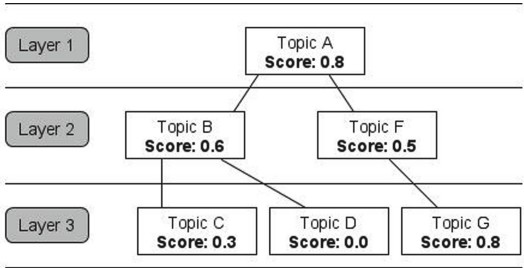 Layer 1
Topic A
Score: 0.8
Layer 2
Topic B
Score: 0.6
Topic F
Score: 0.5
Layer 3
Topic C
Score: 0.3
Topic D
Score: 0.0
Topic G
Score: 0.8